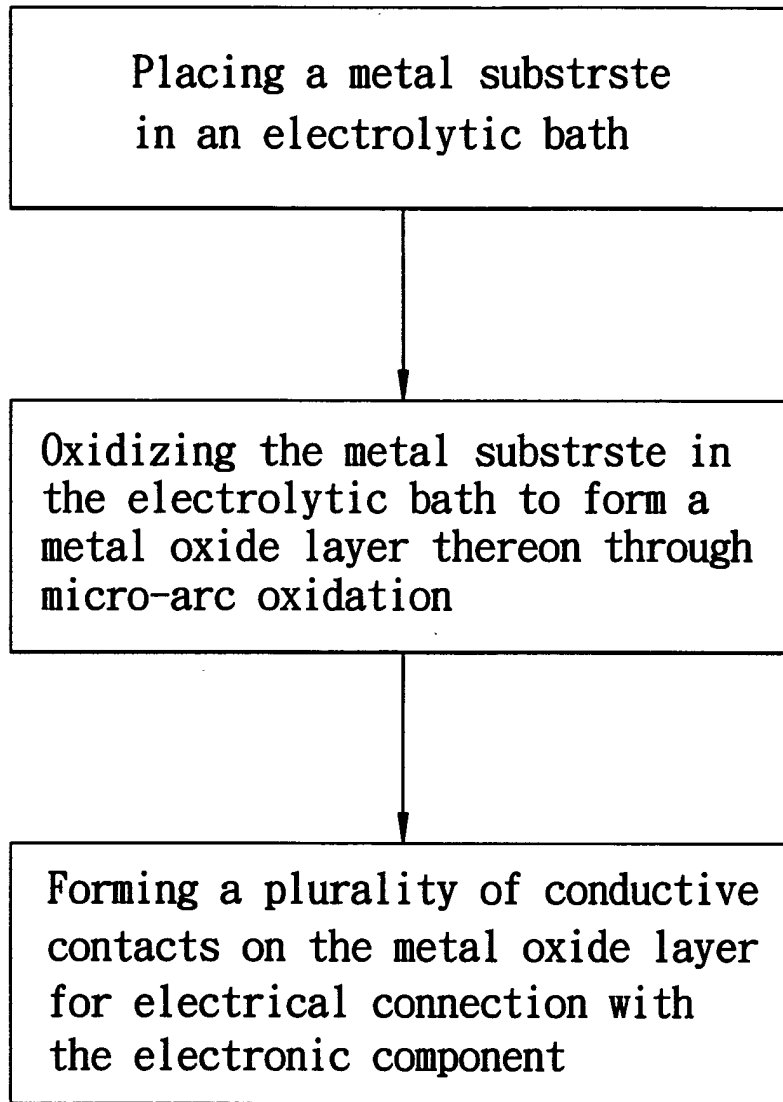 Placing a metal substrste
in an electrolytic bath
Oxidizing the metal substrste in
the electrolytic bath to form a
metal oxide layer thereon through
micro-arc oxidation
Forming a plurality of conductive
contacts on the metal oxide layer
for electrical connection with
the electronic component